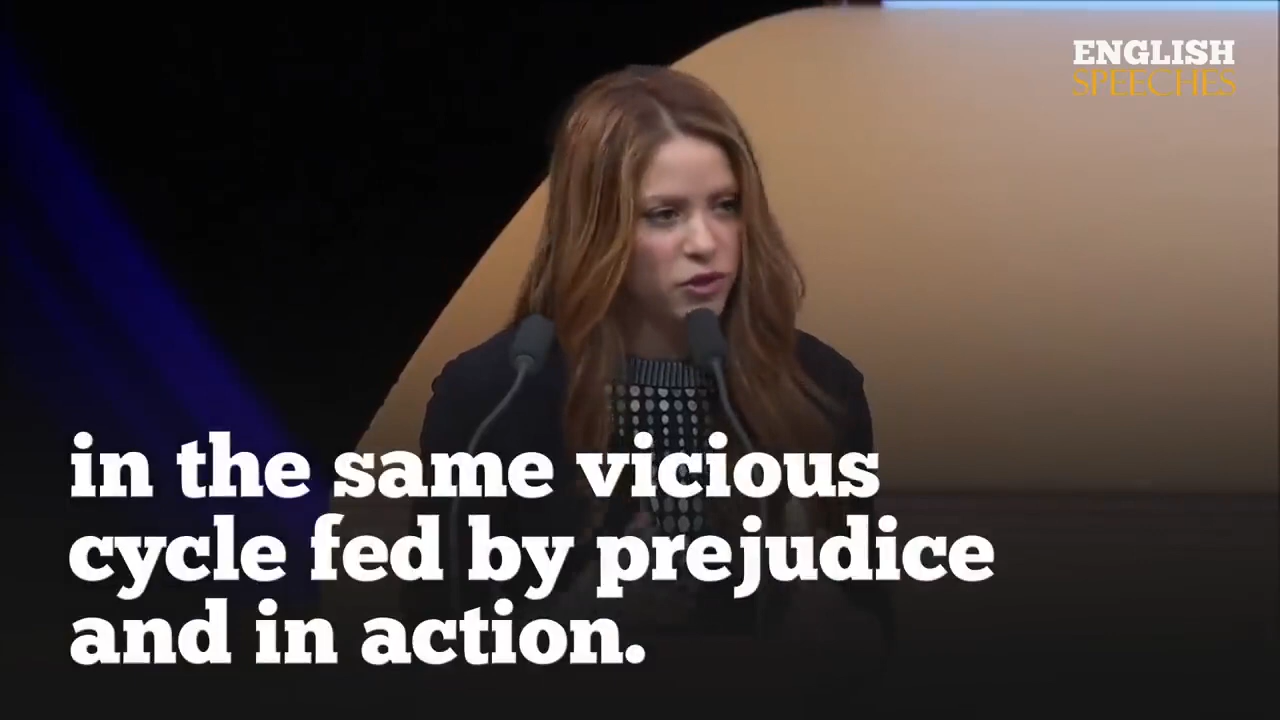 ENGLISH
SPEECHES
in the same vicious
cycle fed by prejudice
and in action.